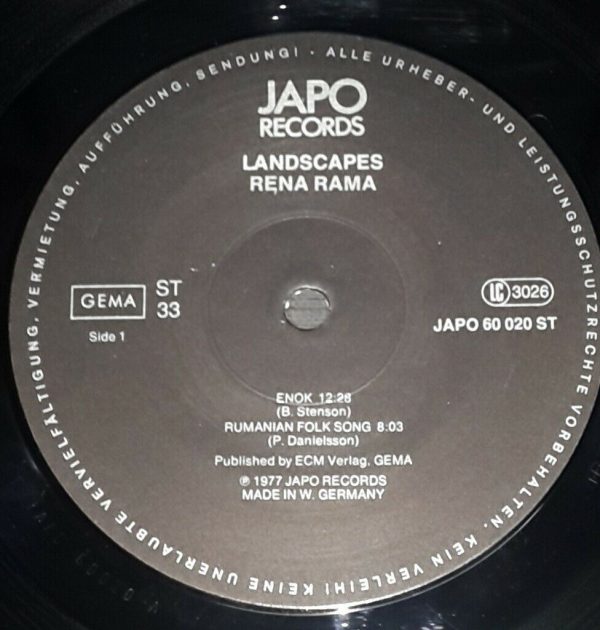 ALLE URHEBER- UND LEISTUNGSSCHUTZRECHTE VORBEHALTEN. KEIN VERLEIH! KEINE UNERLAUBTE VERVIELFÄLTIGUNG, VERMIETUNG, AUFFÜHRUNG, SENDUNG! ·
JAPO
RECORDS
LANDSCAPES
RENA RAMA
GEMA
ST
33
Side 1
LC 3026
JAPO 60 020 ST
ENOK 12:26
(B. Stenson)
RUMANIAN FOLK SONG 8:03
(P. Danielsson)
Published by ECM Verlag, GEMA
℗ 1977 JAPO RECORDS
MADE IN W. GERMANY